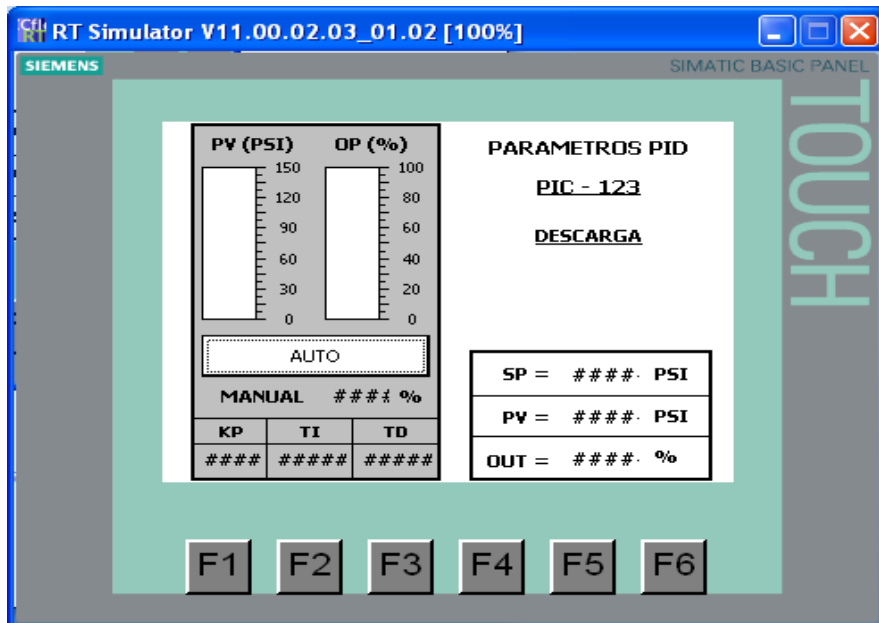 RT Simulator V11.00.02.03_01.02 [100%]
SIEMENS
SIMATIC BASIC PANEL
TOUCH
PV (PSI) OP (%)
150 100
120 80
90 60
60 40
30 20
0 0
AUTO
MANUAL ###% %
KP TI TD
#### ##### #####
PARAMETROS PID
PIC - 123
DESCARGA
SP = ####. PSI
PV = ####. PSI
OUT = ####. %
F1 F2 F3 F4 F5 F6